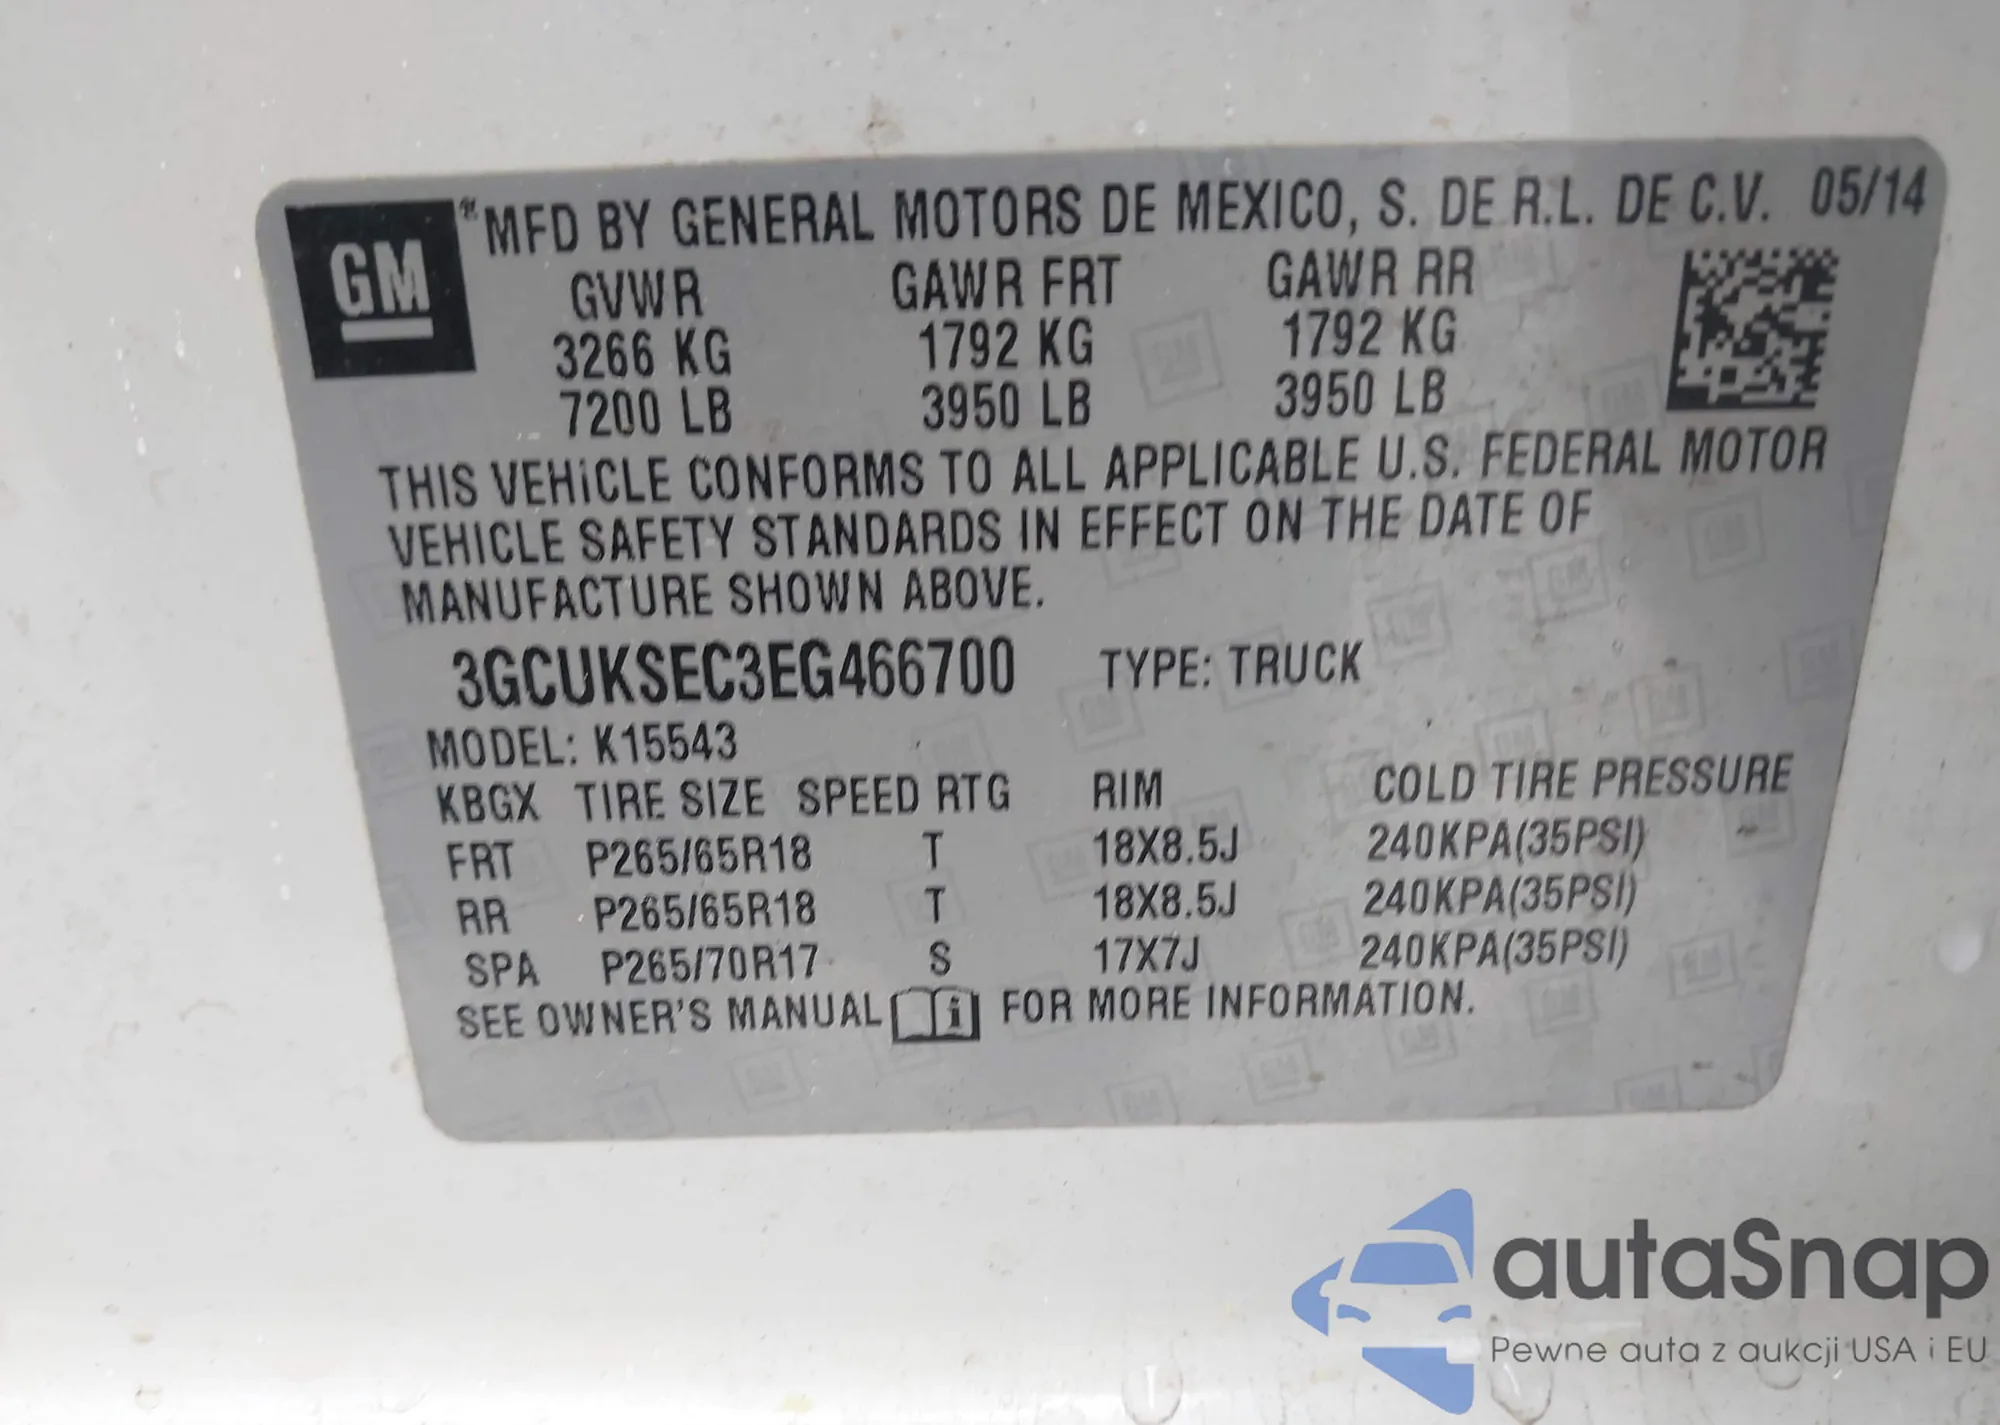 GM
®MFD BY GENERAL MOTORS DE MEXICO, S. DE R.L. DE C.V. 05/14
GVWR GAWR FRT GAWR RR
3266 KG 1792 KG 1792 KG
7200 LB 3950 LB 3950 LB
THIS VEHICLE CONFORMS TO ALL APPLICABLE U.S. FEDERAL MOTOR
VEHICLE SAFETY STANDARDS IN EFFECT ON THE DATE OF
MANUFACTURE SHOWN ABOVE.
3GCUKSEC3EG466700 TYPE: TRUCK
MODEL: K15543
KBGX TIRE SIZE SPEED RTG RIM COLD TIRE PRESSURE
FRT P265/65R18 T 18X8.5J 240KPA(35PSI)
RR P265/65R18 T 18X8.5J 240KPA(35PSI)
SPA P265/70R17 S 17X7J 240KPA(35PSI)
SEE OWNER'S MANUAL i FOR MORE INFORMATION.
autaSnap
Pewne auta z aukcji USA i EU